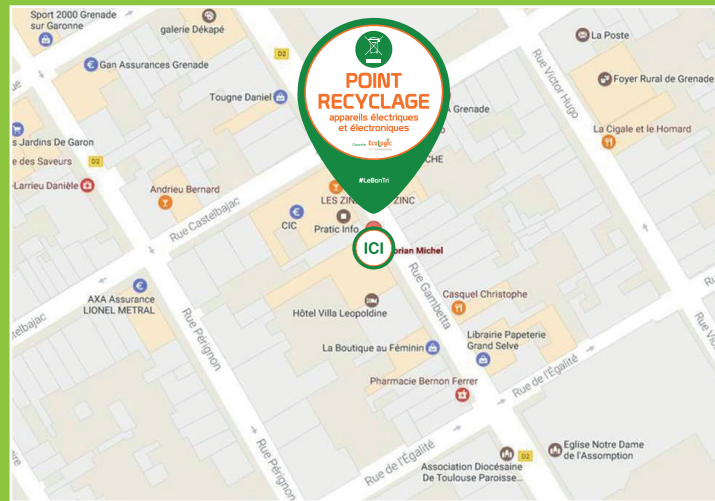 Sport 2000 Grenade
sur Garonne
galerie Dékapé
D2
Gan Assurances Grenade
Tougne Daniel
La Poste
Foyer Rural de Grenade
Rue Victor Hugo
La Cigale et le Homard
POINT
RECYCLAGE
appareils électriques
et électroniques
Ecologic
#LeBonTri
Grenade
CHE
s Jardins De Garon
e des Saveurs
D2
-Larrieu Danièle
Andrieu Bernard
Rue Castelbajac
LES ZIN
ZINC
CIC
Pratic Info
ICI
orian Michel
AXA Assurance
LIONEL METRAL
telbajac
Rue Pérignon
Hôtel Villa Leopoldine
Rue Gambetta
Casquel Christophe
La Boutique au Féminin
Librairie Papeterie
Grand Selve
Pharmacie Bernon Ferrer
Rue de l'Égalité
Rue Pérignon
Rue de l'Égalité
Association Diocésaine
De Toulouse Paroisse...
D2
Eglise Notre Dame
de l'Assomption